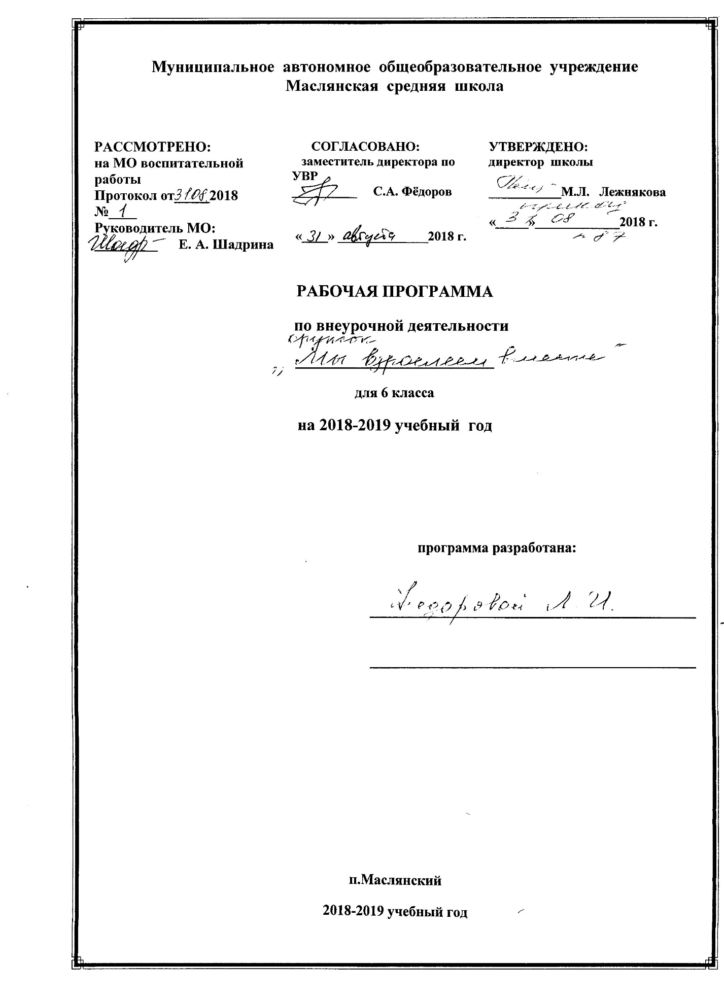 Муниципальное автономное общеобразовательное учреждение
Маслянская средняя школа
РАССМОТРЕНО:
на МО воспитательной
работы
Протокол от 31.08.2018
№ 1
Руководитель МО:
Шадр Е. А. Шадрина
СОГЛАСОВАНО:
заместитель директора по
УВР
С.А. Фёдоров
«31» августа 2018 г.
УТВЕРЖДЕНО:
директор школы
М.Л. Лежнякова
приказ
«31» 08 2018 г.
н 87
РАБОЧАЯ ПРОГРАММА
по внеурочной деятельности
кружок
„Мы взрослеем вместе“
для 6 класса
на 2018-2019 учебный год
программа разработана:
Федоровой Л. И.
п.Маслянский
2018-2019 учебный год